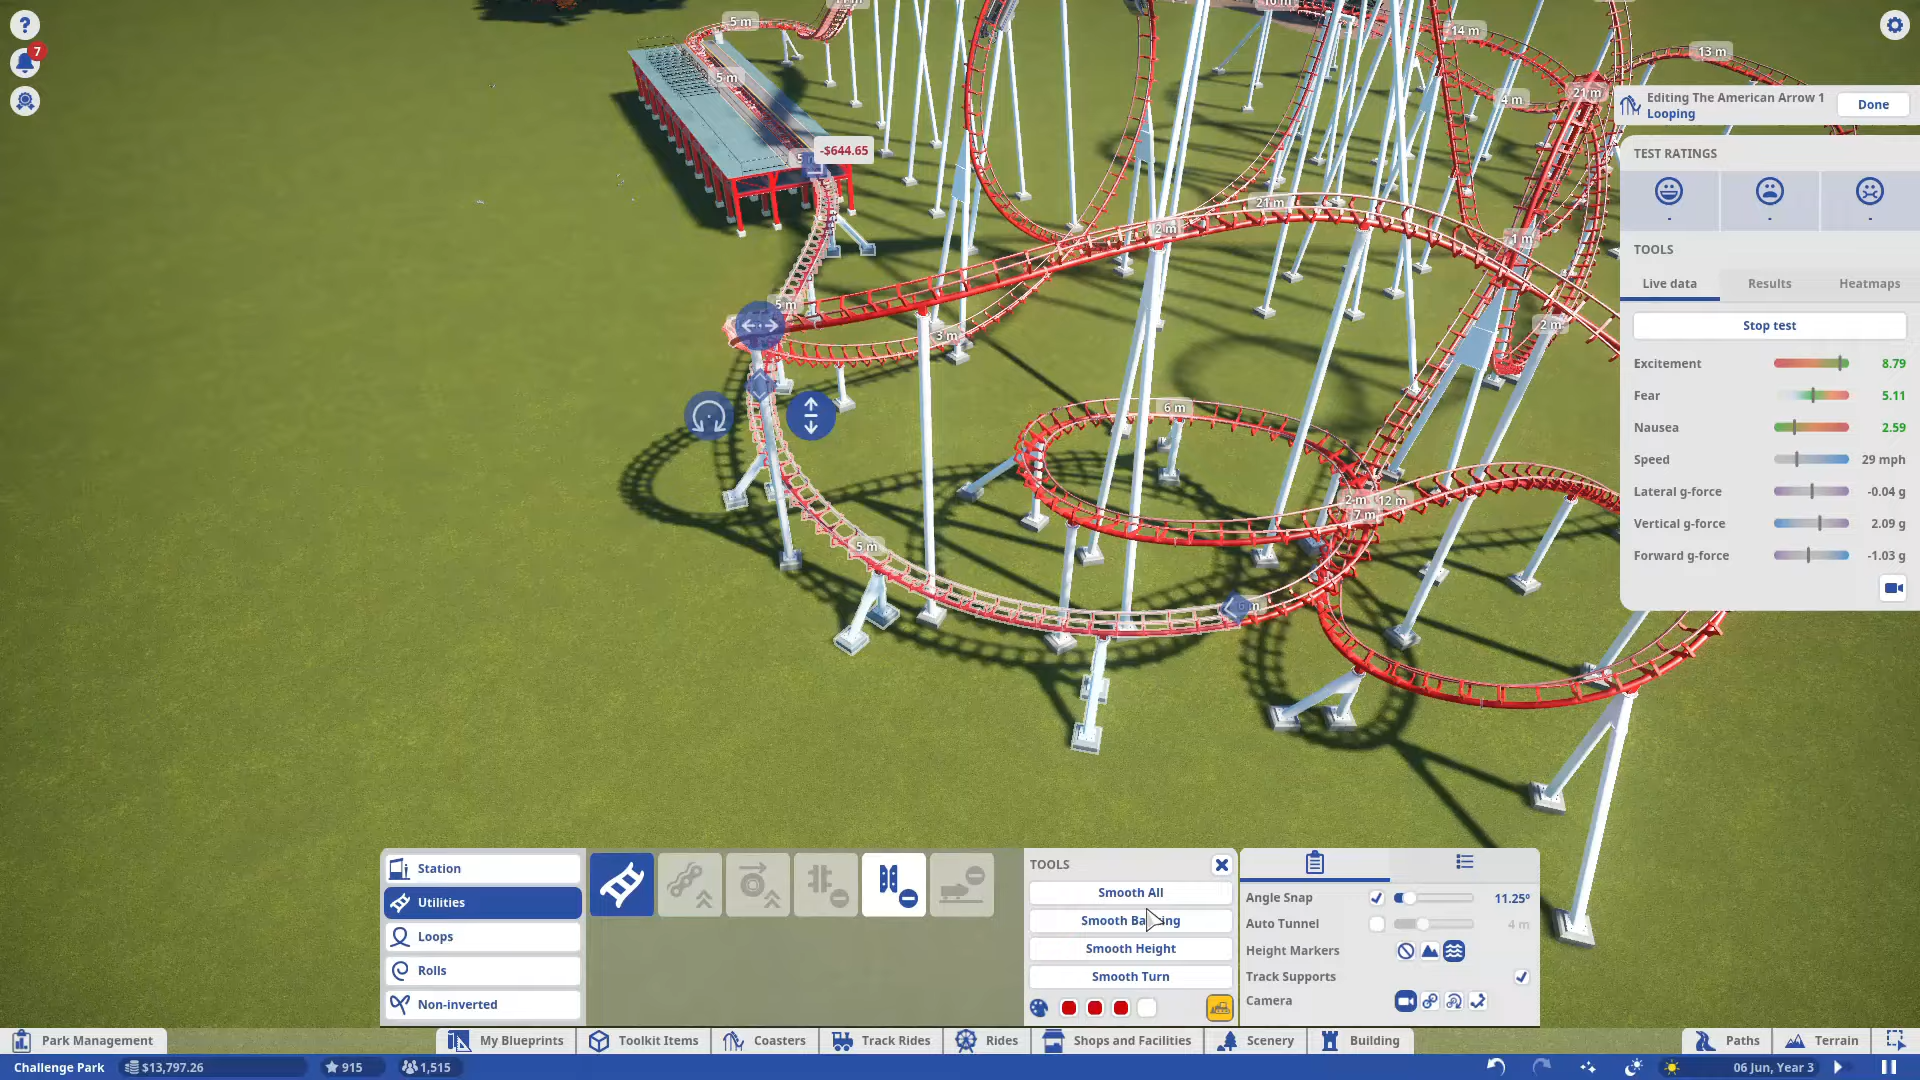 ?
7
5 m
5 m
14 m
13 m
21 m
4 m
-$644.65
21 m
2 m
1 m
5 m
3 m
2 m
6 m
2 m
12 m
7 m
5 m
Editing The American Arrow 1
Looping
Done
TEST RATINGS
-
-
-
TOOLS
Live data
Results
Heatmaps
Stop test
Excitement
8.79
Fear
5.11
Nausea
2.59
Speed
29 mph
Lateral g-force
-0.04 g
Vertical g-force
2.09 g
Forward g-force
-1.03 g
Station
Utilities
Loops
Rolls
Non-inverted
TOOLS
Smooth All
Smooth Height
Smooth Turn
Angle Snap
11.25°
Auto Tunnel
4 m
Height Markers
Track Supports
Camera
Park Management
My Blueprints
Toolkit Items
Coasters
Track Rides
Rides
Shops and Facilities
Scenery
Building
Paths
Terrain
Challenge Park
$13,797.26
915
1,515
06 Jun, Year 3